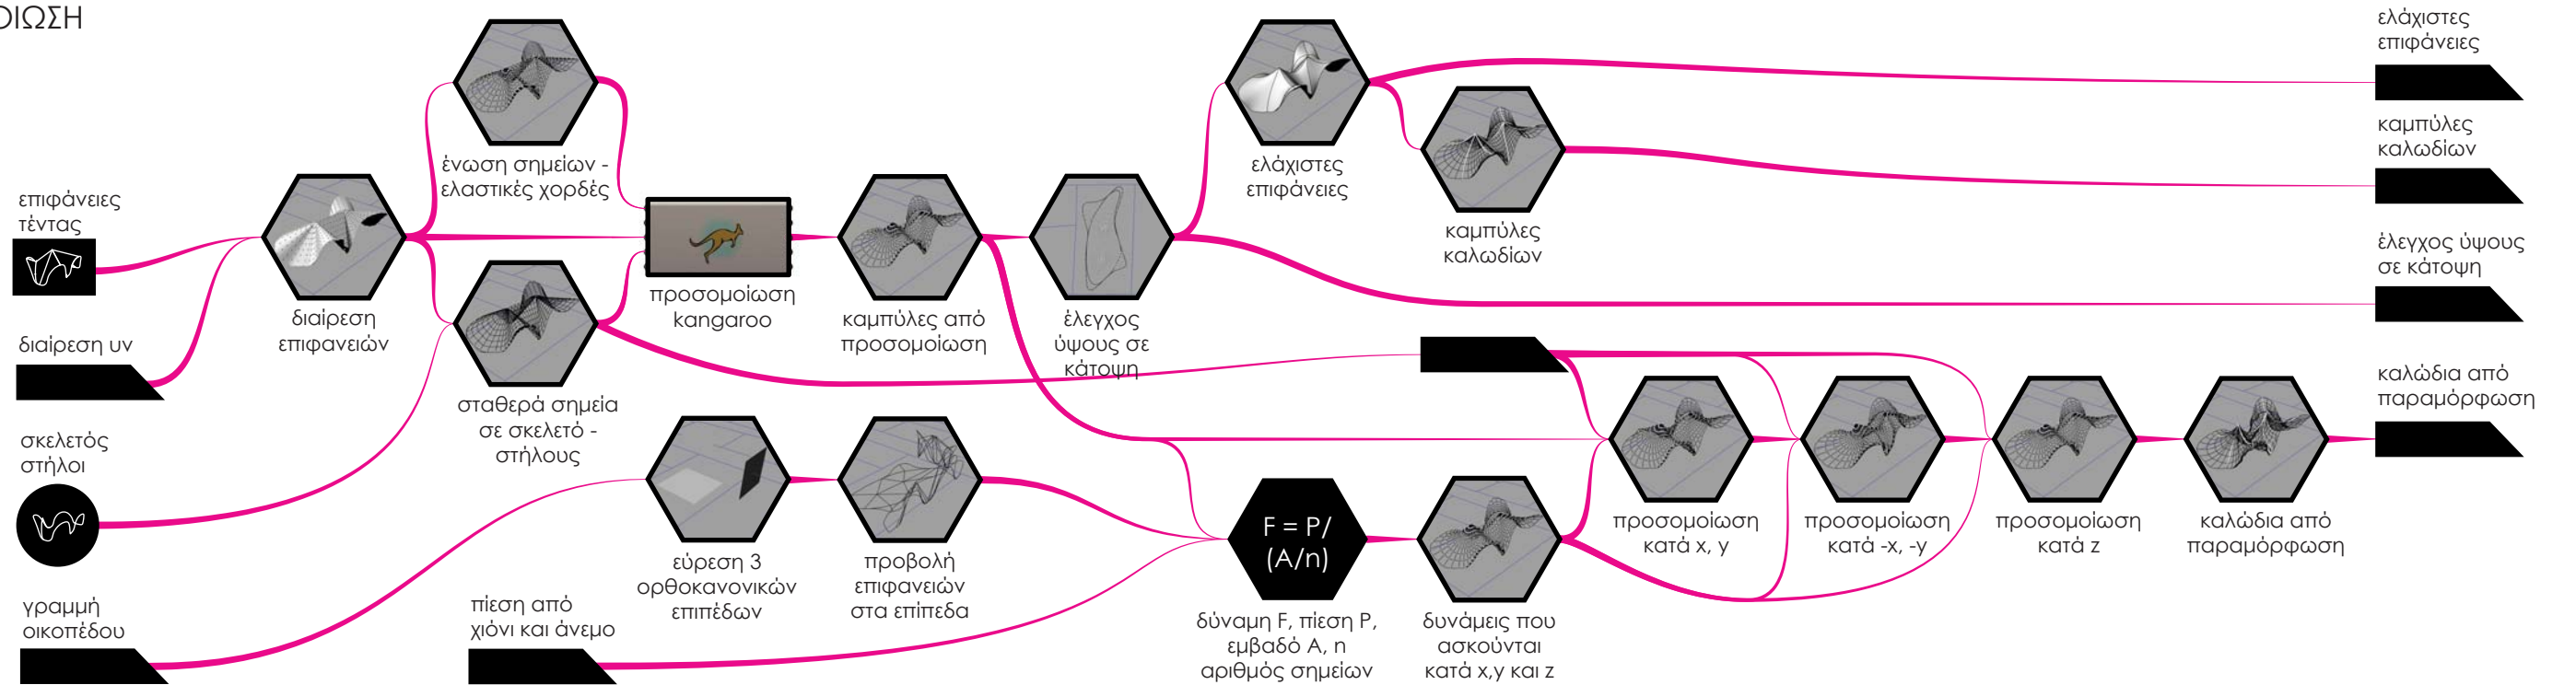 ΟΙΩΣΗ
επιφάνειες
τέντας
διαίρεση uv
σκελετός
στήλοι
γραμμή
οικοπέδου
διαίρεση
επιφανειών
ένωση σημείων -
ελαστικές χορδές
σταθερά σημεία
σε σκελετό -
στήλους
πίεση από
χιόνι και άνεμο
προσομοίωση
kangaroo
εύρεση 3
ορθοκανονικών
επιπέδων
καμπύλες από
προσομοίωση
προβολή
επιφανειών
στα επίπεδα
έλεγχος
ύψους σε
κάτοψη
ελάχιστες
επιφάνειες
καμπύλες
καλωδίων
F = P/
(A/n)
δύναμη F, πίεση P,
εμβαδό A, n
αριθμός σημείων
δυνάμεις που
ασκούνται
κατά x,y και z
προσομοίωση
κατά x, y
προσομοίωση
κατά -x, -y
προσομοίωση
κατά z
καλώδια από
παραμόρφωση
ελάχιστες
επιφάνειες
καμπύλες
καλωδίων
έλεγχος ύψους
σε κάτοψη
καλώδια από
παραμόρφωση